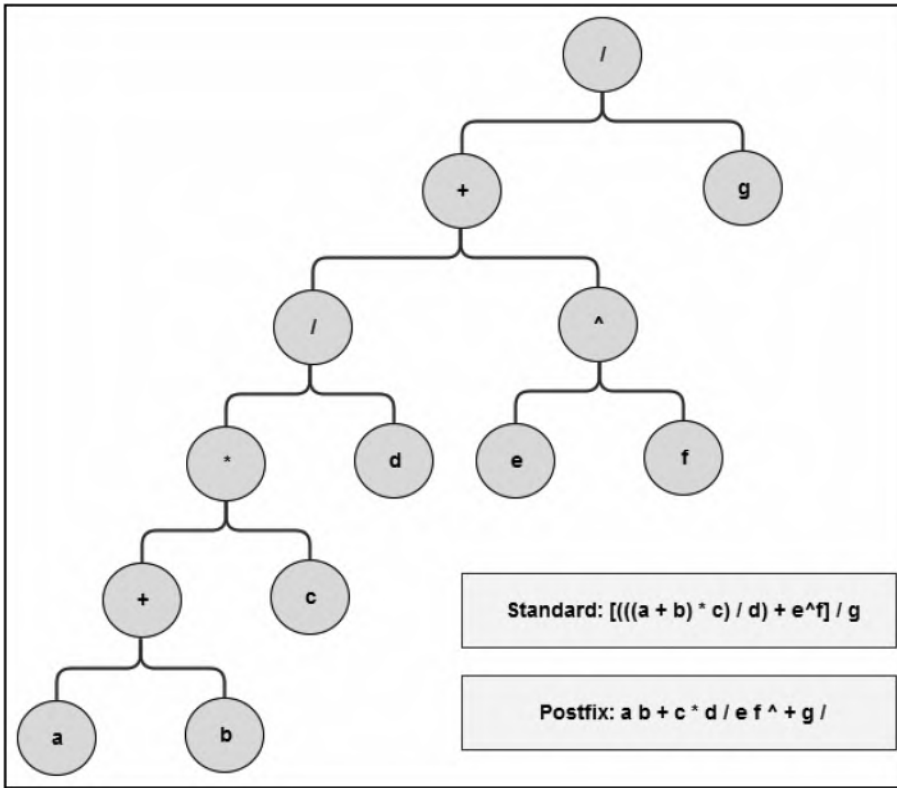 /
+
g
/
^
*
d
e
f
+
c
a
b
Standard: [(((a + b) * c) / d) + e^f] / g
Postfix: a b + c * d / e f ^ + g /